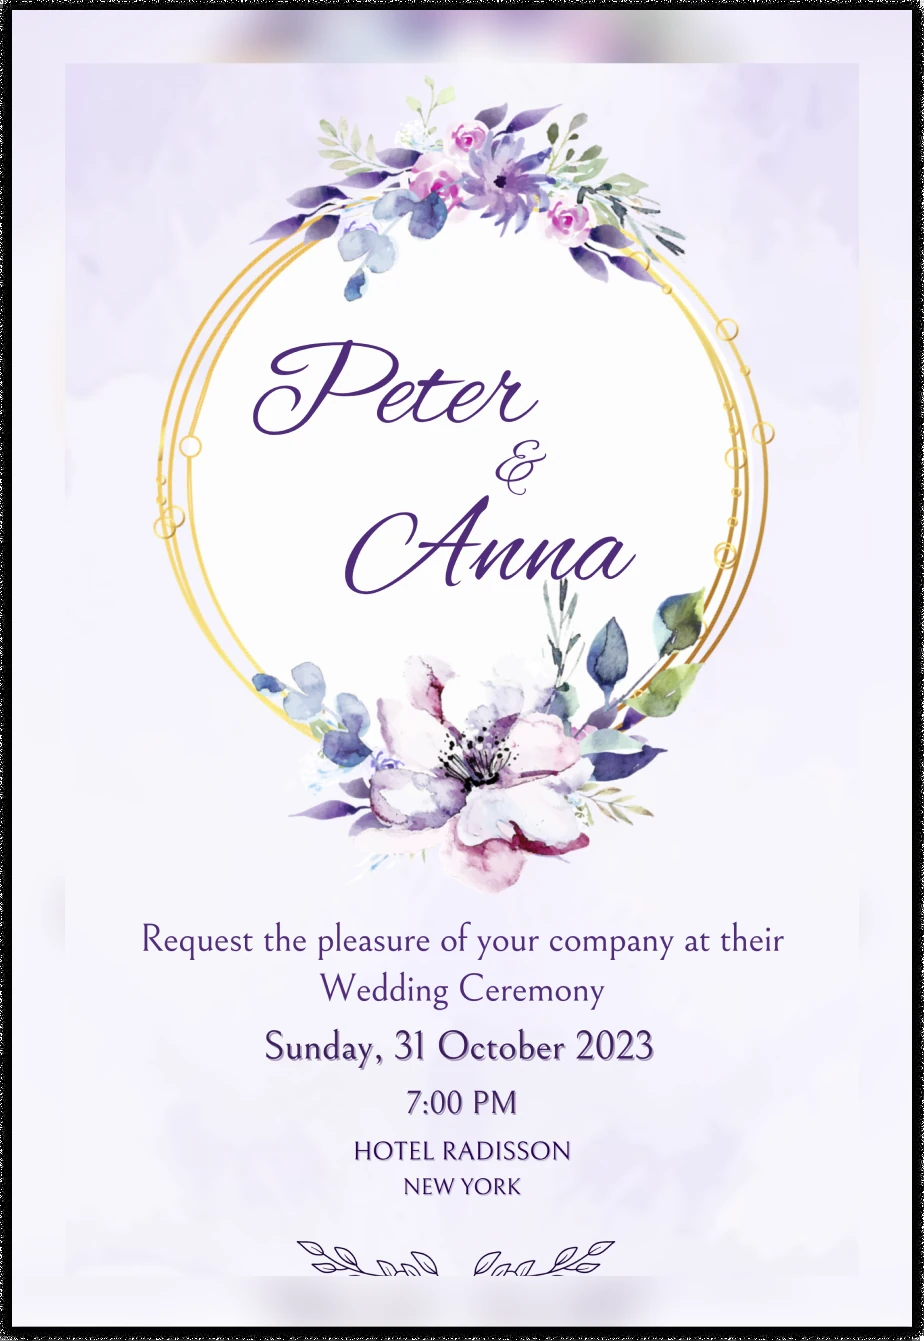 Peter
&
Anna
Request the pleasure of your company at their
Wedding Ceremony
Sunday, 31 October 2023
7:00 PM
HOTEL RADISSON
NEW YORK